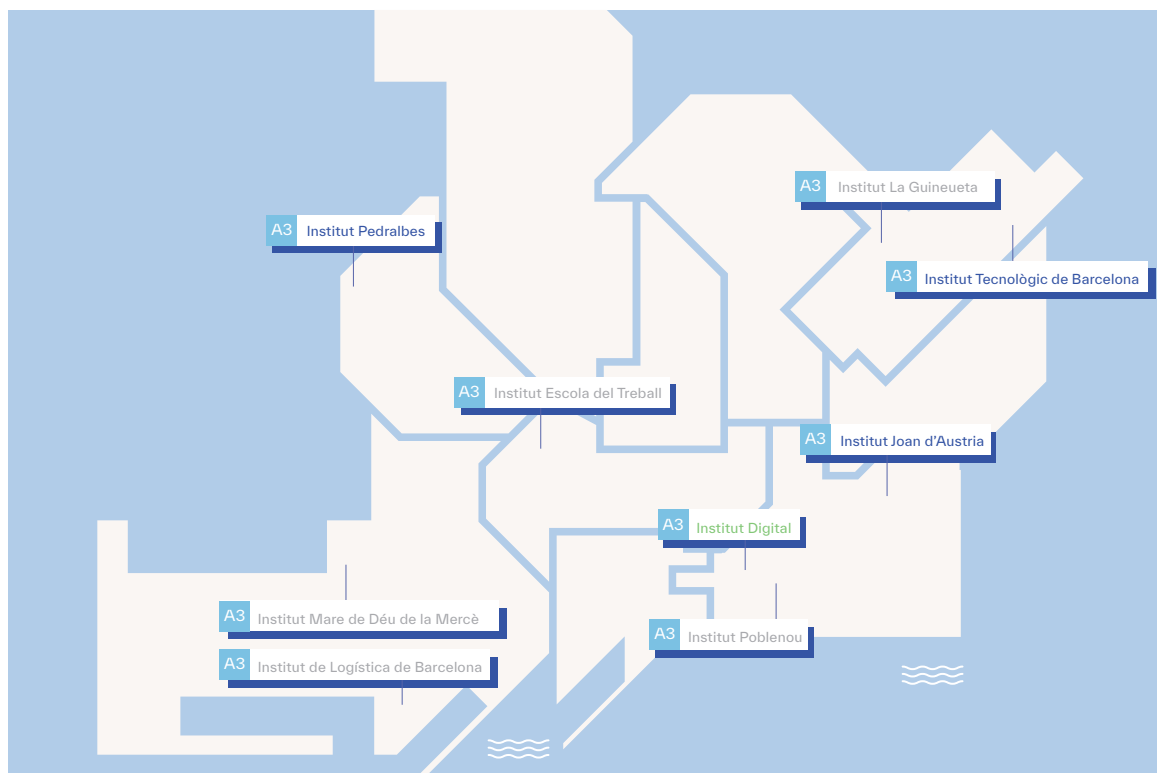 A3 Institut La Guineueta
A3 Institut Pedralbes
A3 Institut Tecnològic de Barcelona
A3 Institut Escola del Treball
A3 Institut Joan d'Austria
A3 Institut Digital
A3 Institut Mare de Déu de la Mercè
A3 Institut Poblenou
A3 Institut de Logística de Barcelona